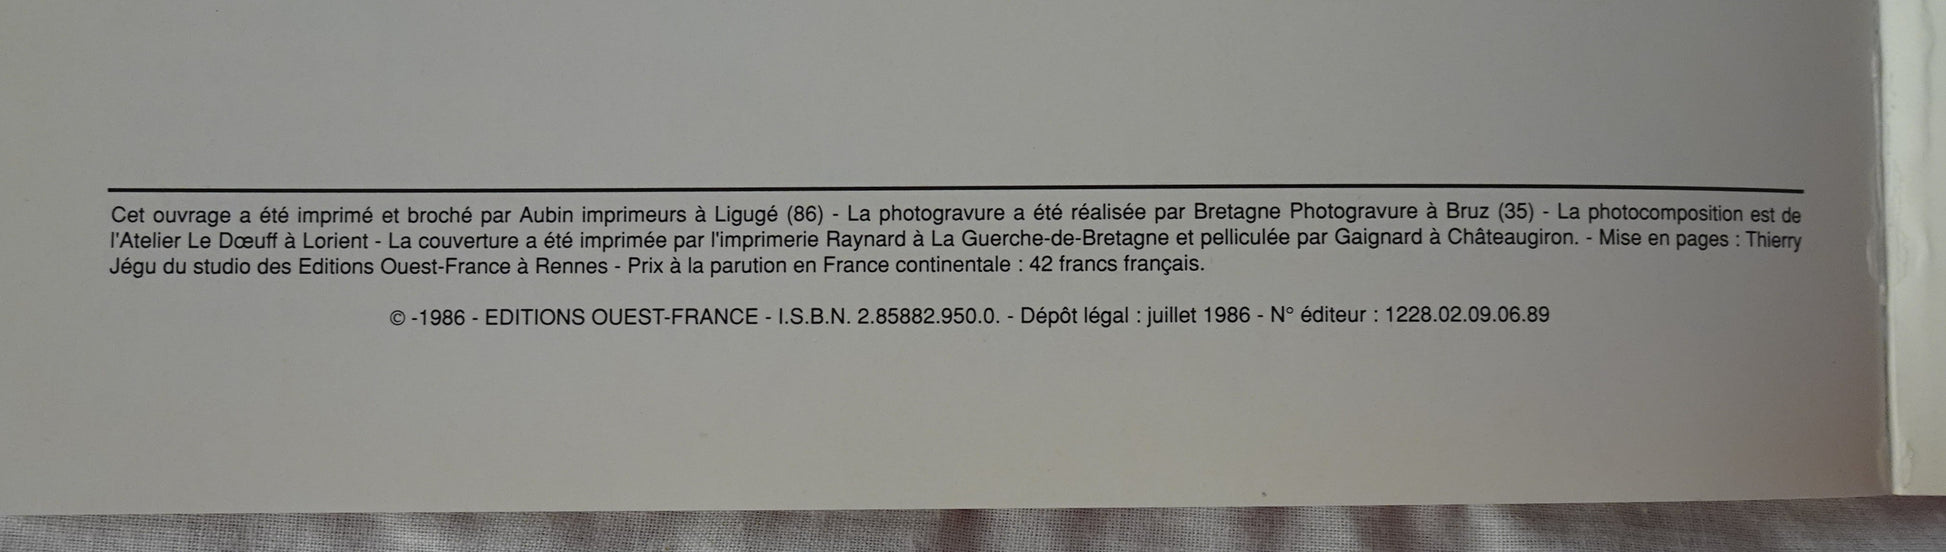 Cet ouvrage a été imprimé et broché par Aubin imprimeurs à Ligugé (86) - La photogravure a été réalisée par Bretagne Photogravure à Bruz (35) - La photocomposition est de
l'Atelier Le Dœuff à Lorient - La couverture a été imprimée par l'imprimerie Raynard à La Guerche-de-Bretagne et pelliculée par Gaignard à Châteaugiron. - Mise en pages : Thierry
Jégu du studio des Editions Ouest-France à Rennes - Prix à la parution en France continentale : 42 francs français.
© -1986 - EDITIONS OUEST-FRANCE - I.S.B.N. 2.85882.950.0. - Dépôt légal : juillet 1986 - N° éditeur : 1228.02.09.06.89